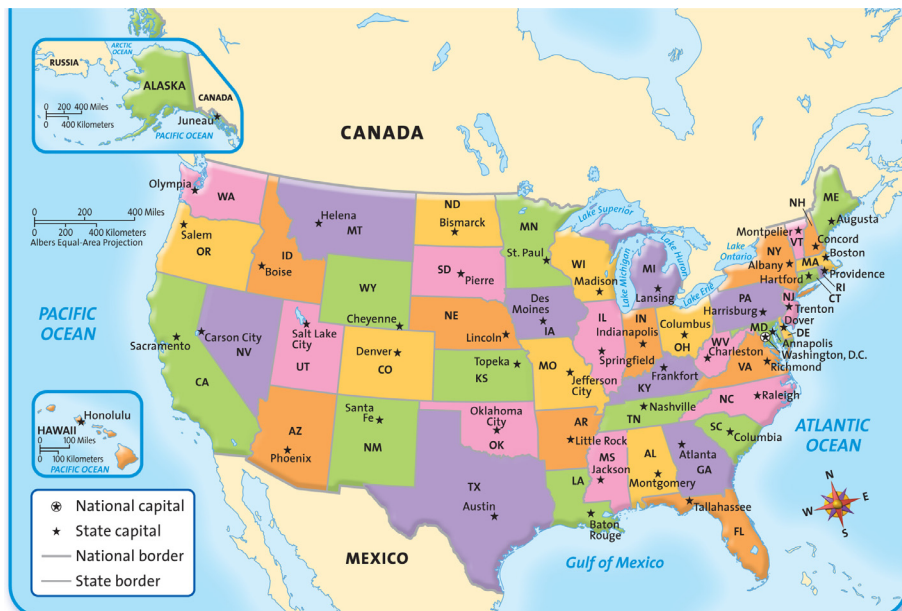 ARCTIC
OCEAN
RUSSIA
ALASKA
CANADA
Juneau
PACIFIC OCEAN
0 200 400 Miles
0 400 Kilometers
CANADA
0 200 400 Miles
0 200 400 Kilometers
Albers Equal-Area Projection
Olympia
WA
Salem
OR
ID
Boise
Helena
MT
ND
Bismarck
SD
Pierre
MN
St. Paul
WI
Madison
Lake Superior
Lake Michigan
Lake Huron
Lake Erie
Lake
Ontario
MI
Lansing
WY
Cheyenne
NE
Lincoln
Des
Moines
IA
IL
Springfield
Indianapolis
IN
Columbus
OH
PA
Harrisburg
NY
Albany
Montpelier
VT
NH
Concord
ME
Augusta
MA
Boston
Hartford
Providence
RI
CT
NJ
Trenton
Dover
DE
MD
Annapolis
Washington, D.C.
WV
Charleston
VA
Richmond
PACIFIC
OCEAN
Sacramento
CA
Carson City
NV
Salt Lake
City
UT
Denver
CO
Topeka
KS
MO
Jefferson
City
Frankfort
KY
Nashville
TN
NC
Raleigh
SC
Columbia
ATLANTIC
OCEAN
AZ
Phoenix
Santa
Fe
NM
Oklahoma
City
OK
AR
Little Rock
MS
Jackson
AL
Montgomery
Atlanta
GA
TX
Austin
LA
Baton
Rouge
Tallahassee
FL
Honolulu
HAWAII
0 100 Miles
0 100 Kilometers
PACIFIC OCEAN
MEXICO
Gulf of Mexico
N
E
S
W
National capital
State capital
National border
State border